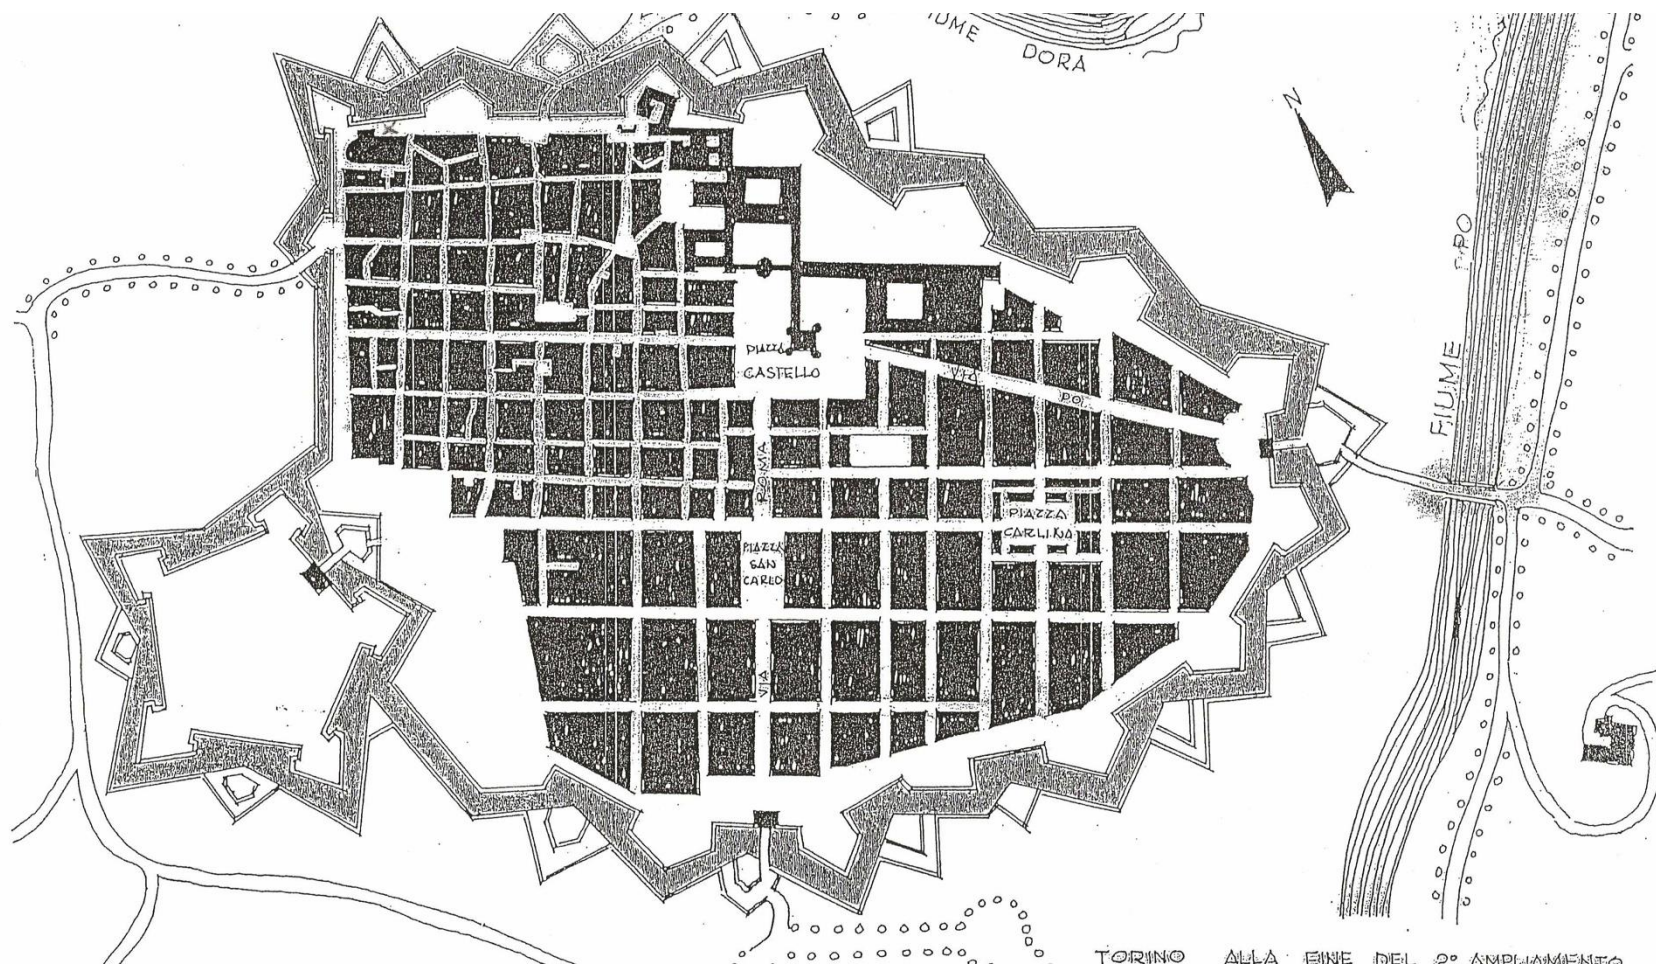 FIUME DORA
N
FIUME PO
PIAZZA
CASTELLO
VIA PO
VIA ROMA
PIAZZA
CARLINA
PIAZZA
SAN
CARLO
TORINO ALLA FINE DEL 2° AMPLIAMENTO